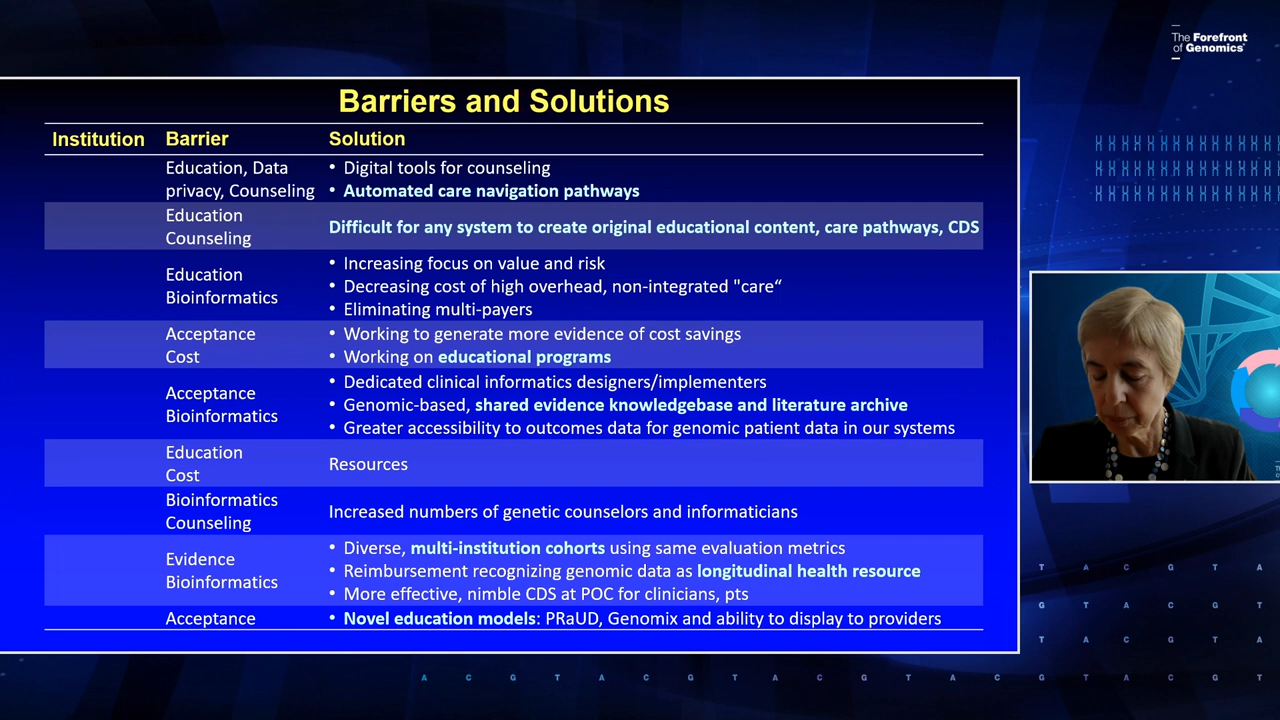 The Forefront
of Genomics®
Barriers and Solutions
Institution Barrier Solution
Education, Data
privacy, Counseling
• Digital tools for counseling
• Automated care navigation pathways
Education
Counseling
Difficult for any system to create original educational content, care pathways, CDS
Education
Bioinformatics
• Increasing focus on value and risk
• Decreasing cost of high overhead, non-integrated "care“
• Eliminating multi-payers
Acceptance
Cost
• Working to generate more evidence of cost savings
• Working on educational programs
Acceptance
Bioinformatics
• Dedicated clinical informatics designers/implementers
• Genomic-based, shared evidence knowledgebase and literature archive
• Greater accessibility to outcomes data for genomic patient data in our systems
Education
Cost
Resources
Bioinformatics
Counseling
Increased numbers of genetic counselors and informaticians
Evidence
Bioinformatics
• Diverse, multi-institution cohorts using same evaluation metrics
• Reimbursement recognizing genomic data as longitudinal health resource
• More effective, nimble CDS at POC for clinicians, pts
Acceptance
• Novel education models: PRaUD, Genomix and ability to display to providers
T A C G T A
G T A C G T
T A C G T A
A C G T A C G T A C G T A C G T A C G T